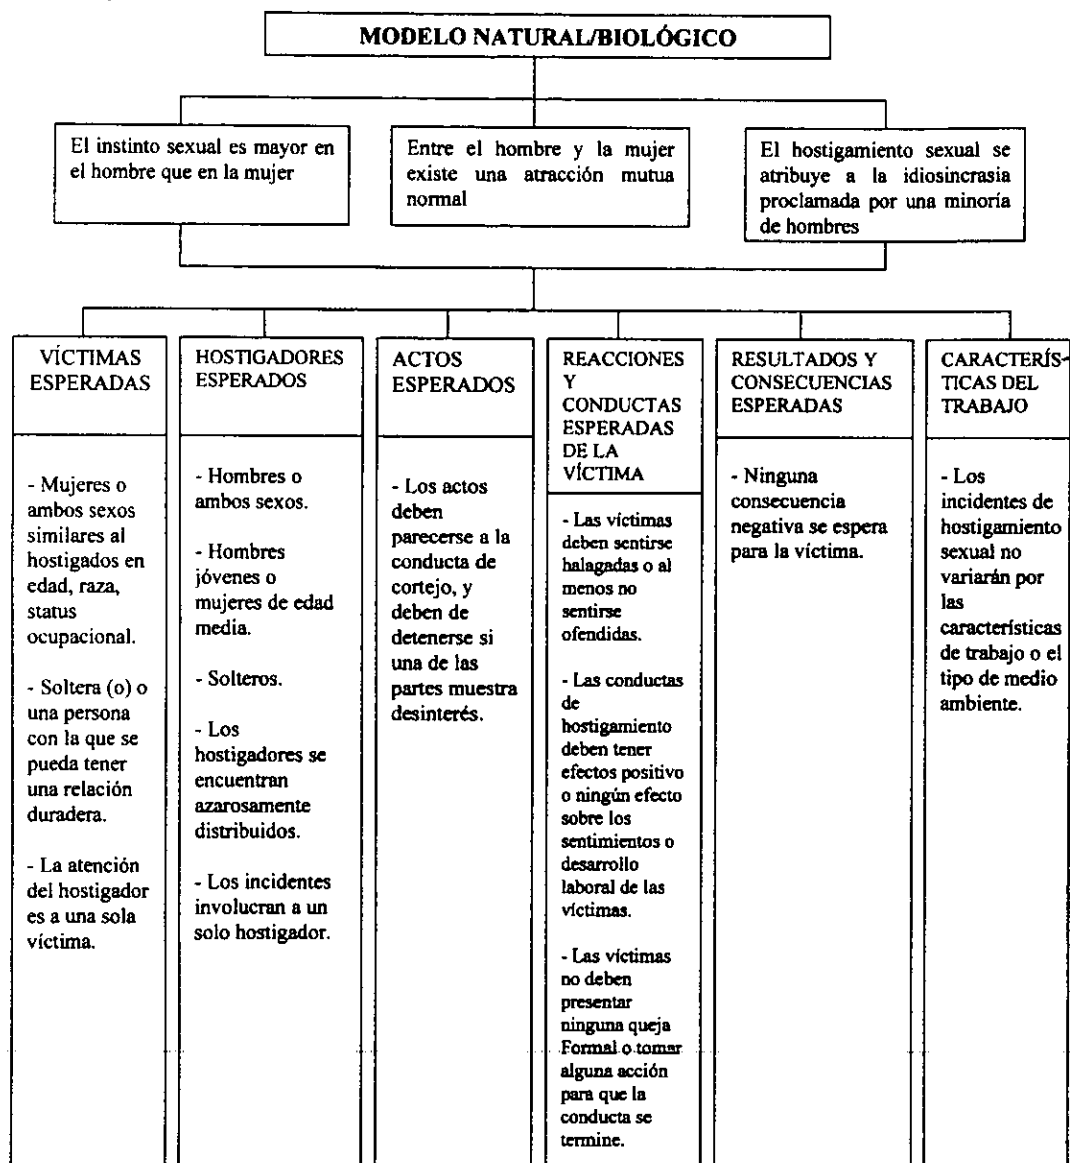 MODELO NATURAL/BIOLÓGICO
El instinto sexual es mayor en
el hombre que en la mujer
Entre el hombre y la mujer
existe una atracción mutua
normal
El hostigamiento sexual se
atribuye a la idiosincrasia
proclamada por una minoría
de hombres
VÍCTIMAS
ESPERADAS
- Mujeres o
ambos sexos
similares al
hostigados en
edad, raza,
status
ocupacional.
- Soltera (o) o
una persona
con la que se
pueda tener
una relación
duradera.
- La atención
del hostigador
es a una sola
víctima.
HOSTIGADORES
ESPERADOS
- Hombres o
ambos sexos.
- Hombres
jóvenes o
mujeres de edad
media.
- Solteros.
- Los
hostigadores se
encuentran
azarosamente
distribuidos.
- Los incidentes
involucran a un
solo hostigador.
ACTOS
ESPERADOS
- Los actos
deben
parecerse a la
conducta de
cortejo, y
deben de
detenerse si
una de las
partes muestra
desinterés.
REACCIONES
Y
CONDUCTAS
ESPERADAS
DE LA
VÍCTIMA
- Las víctimas
deben sentirse
halagadas o al
menos no
sentirse
ofendidas.
- Las conductas
de
hostigamiento
deben tener
efectos positivo
o ningún efecto
sobre los
sentimientos o
desarrollo
laboral de las
víctimas.
- Las víctimas
no deben
presentar
ninguna queja
Formal o tomar
alguna acción
para que la
conducta se
termine.
RESULTADOS Y
CONSECUENCIAS
ESPERADAS
- Ninguna
consecuencia
negativa se espera
para la víctima.
CARACTERÍS-
TICAS DEL
TRABAJO
- Los
incidentes de
hostigamiento
sexual no
variarán por
las
características
de trabajo o el
tipo de medio
ambiente.